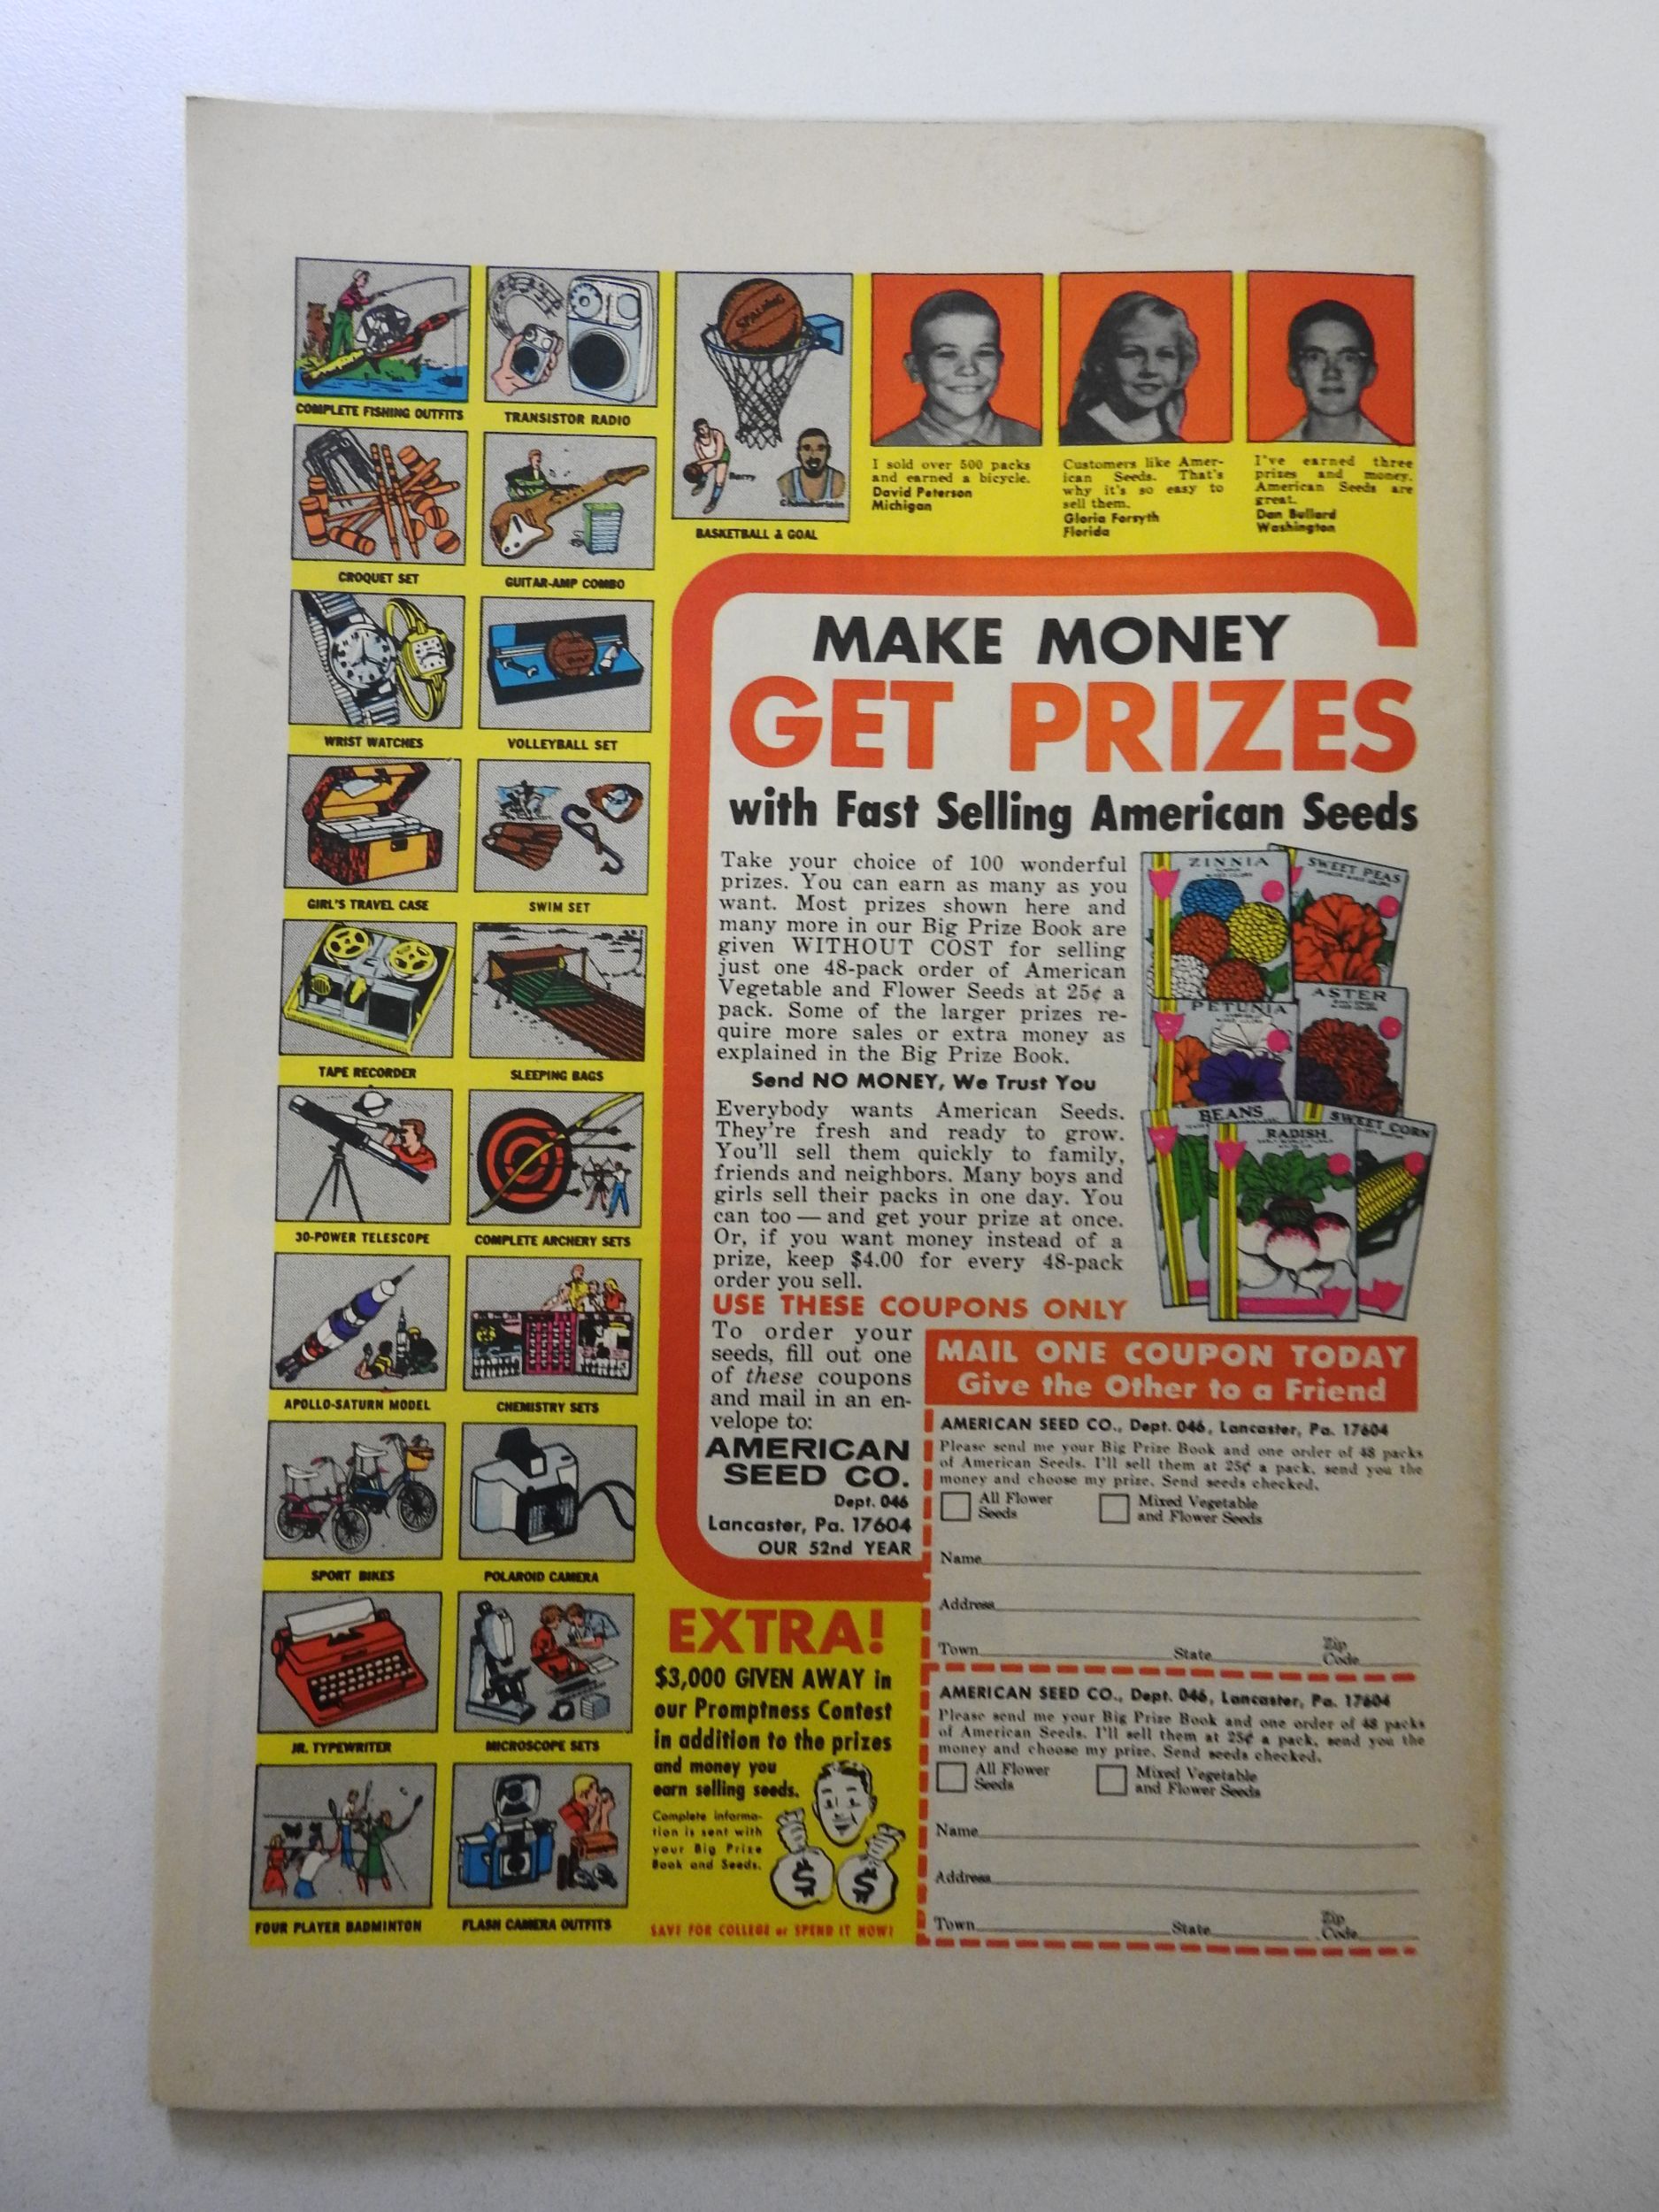 COMPLETE FISHING OUTFITS
TRANSISTOR RADIO
SPALDING
Barry
Chamberlain
BASKETBALL & GOAL
I sold over 500 packs
and earned a bicycle.
David Peterson
Michigan
Customers like Amer-
ican Seeds. That's
why it's so easy to
sell them.
Gloria Forsyth
Florida
I've earned three
prizes and money.
American Seeds are
great.
Dan Bullard
Washington
CROQUET SET
GUITAR-AMP COMBO
WRIST WATCHES
VOLLEYBALL SET
GIRL'S TRAVEL CASE
SWIM SET
TAPE RECORDER
SLEEPING BAGS
30-POWER TELESCOPE
COMPLETE ARCHERY SETS
APOLLO-SATURN MODEL
CHEMISTRY SETS
SPORT BIKES
POLAROID CAMERA
JR. TYPEWRITER
MICROSCOPE SETS
FOUR PLAYER BADMINTON
FLASH CAMERA OUTFITS
MAKE MONEY
GET PRIZES
with Fast Selling American Seeds
Take your choice of 100 wonderful
prizes. You can earn as many as you
want. Most prizes shown here and
many more in our Big Prize Book are
given WITHOUT COST for selling
just one 48-pack order of American
Vegetable and Flower Seeds at 25¢ a
pack. Some of the larger prizes re-
quire more sales or extra money as
explained in the Big Prize Book.
Send NO MONEY, We Trust You
Everybody wants American Seeds.
They're fresh and ready to grow.
You'll sell them quickly to family,
friends and neighbors. Many boys and
girls sell their packs in one day. You
can too — and get your prize at once.
Or, if you want money instead of a
prize, keep $4.00 for every 48-pack
order you sell.
ZINNIA
SWEET PEAS
PETUNIA
ASTER
BEANS
RADISH
SWEET CORN
USE THESE COUPONS ONLY
To order your
seeds, fill out one
of these coupons
and mail in an en-
velope to:
AMERICAN
SEED CO.
Dept. 046
Lancaster, Pa. 17604
OUR 52nd YEAR
MAIL ONE COUPON TODAY
Give the Other to a Friend
AMERICAN SEED CO., Dept. 046, Lancaster, Pa. 17604
Please send me your Big Prize Book and one order of 48 packs
of American Seeds. I'll sell them at 25¢ a pack, send you the
money and choose my prize. Send seeds checked.
All Flower
Seeds
Mixed Vegetable
and Flower Seeds
Name
Address
Town State Zip Code
AMERICAN SEED CO., Dept. 046, Lancaster, Pa. 17604
Please send me your Big Prize Book and one order of 48 packs
of American Seeds. I'll sell them at 25¢ a pack, send you the
money and choose my prize. Send seeds checked.
All Flower
Seeds
Mixed Vegetable
and Flower Seeds
Name
Address
Town State Zip Code
EXTRA!
$3,000 GIVEN AWAY in
our Promptness Contest
in addition to the prizes
and money you
earn selling seeds.
Complete informa-
tion is sent with
your Big Prize
Book and Seeds.
$ $
SAVE FOR COLLEGE or SPEND IT NOW!